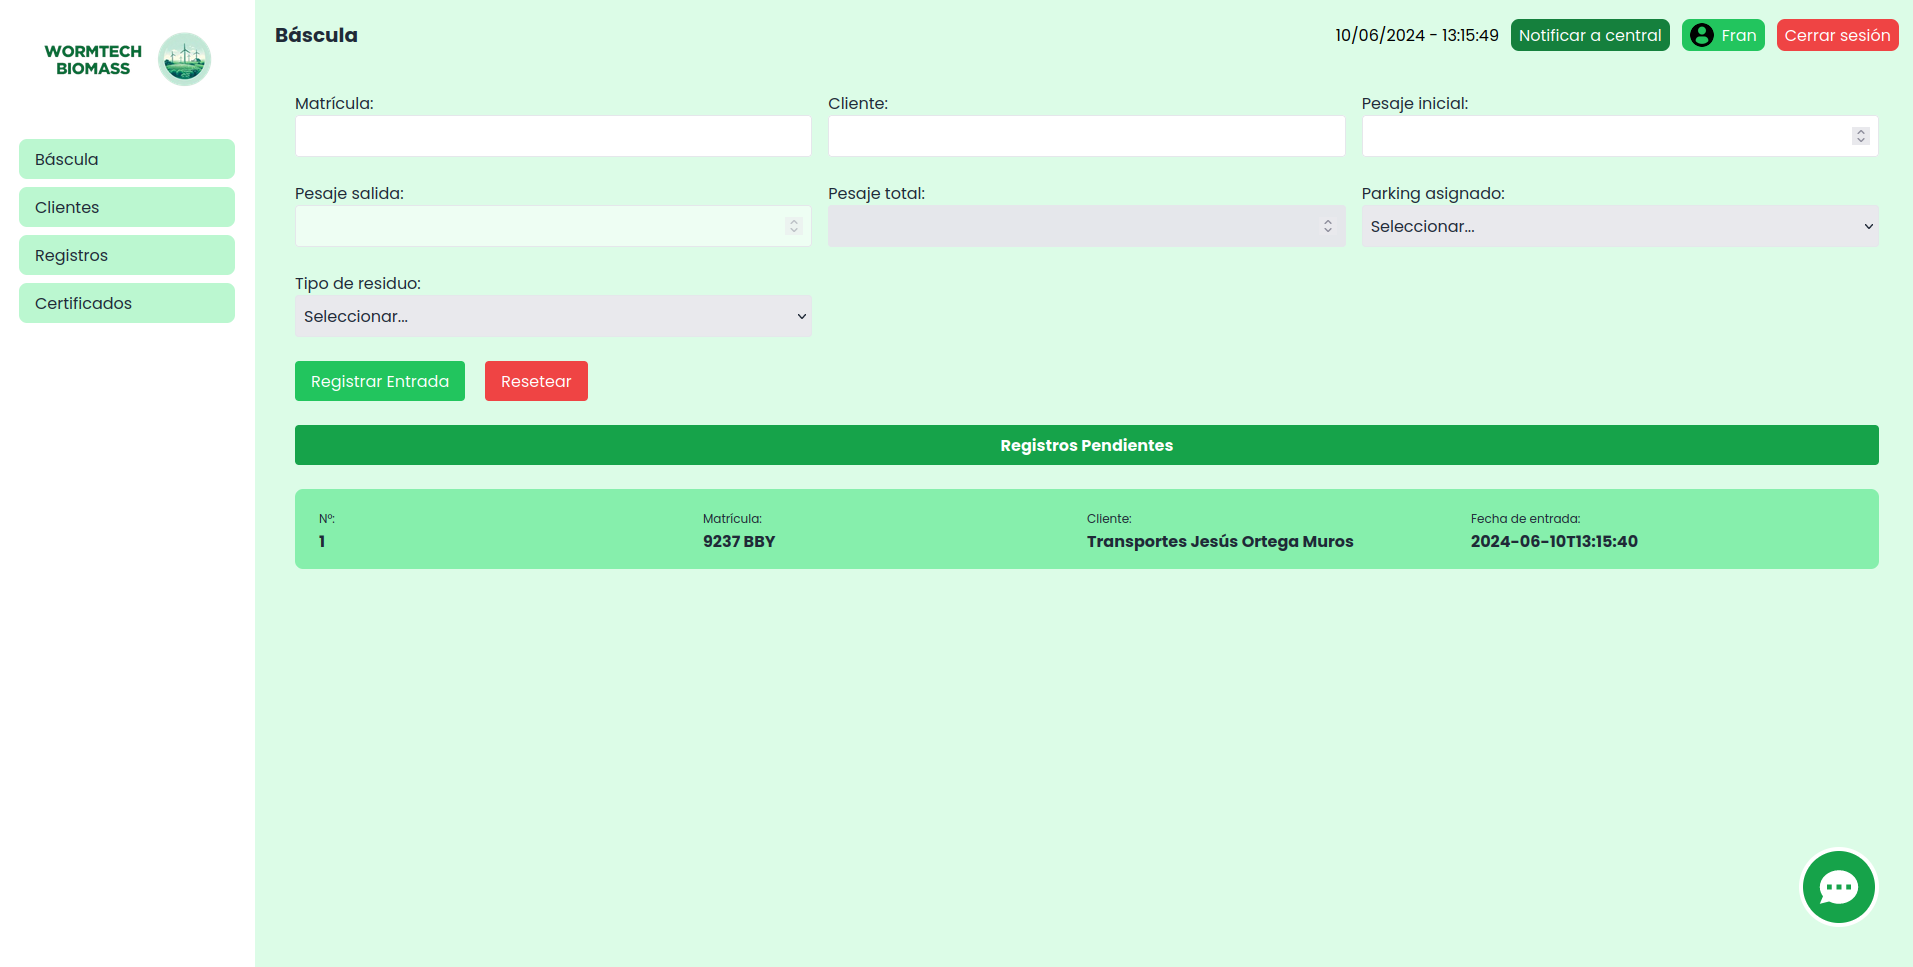 WORMTECH
BIOMASS
Báscula
Clientes
Registros
Certificados
Báscula
10/06/2024 - 13:15:49
Notificar a central
Fran
Cerrar sesión
Matrícula:
Cliente:
Pesaje inicial:
Pesaje salida:
Pesaje total:
Parking asignado:
Seleccionar...
Tipo de residuo:
Seleccionar...
Registrar Entrada
Resetear
Registros Pendientes
Nº:
1
Matrícula:
9237 BBY
Cliente:
Transportes Jesús Ortega Muros
Fecha de entrada:
2024-06-10T13:15:40